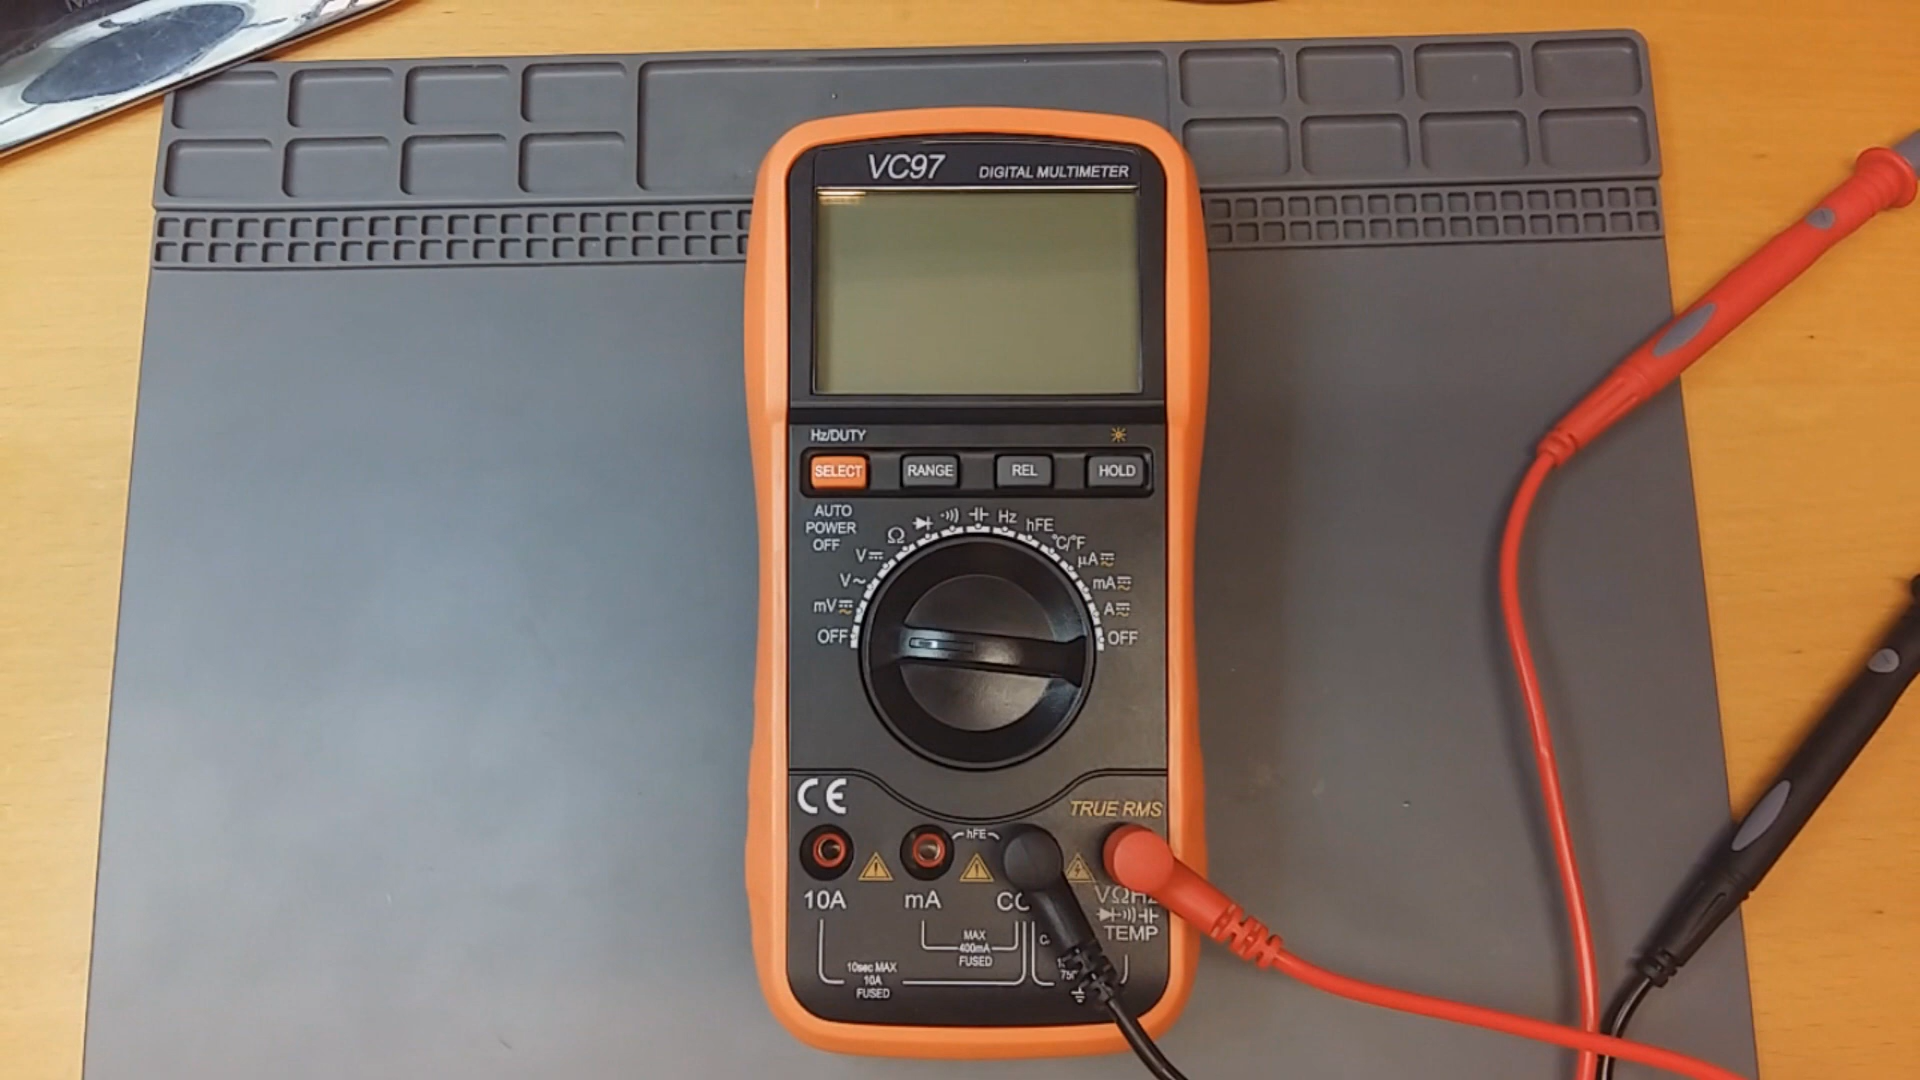 VC97 DIGITAL MULTIMETER
Hz/DUTY
SELECT RANGE REL HOLD
AUTO
POWER
OFF
Ω
Hz
hFE
°C/°F
V
μA
V~
mA
mV
A
OFF
OFF
CE
TRUE RMS
hFE
10A
mA
VΩHz
TEMP
MAX
400mA
FUSED
10sec MAX
10A
FUSED